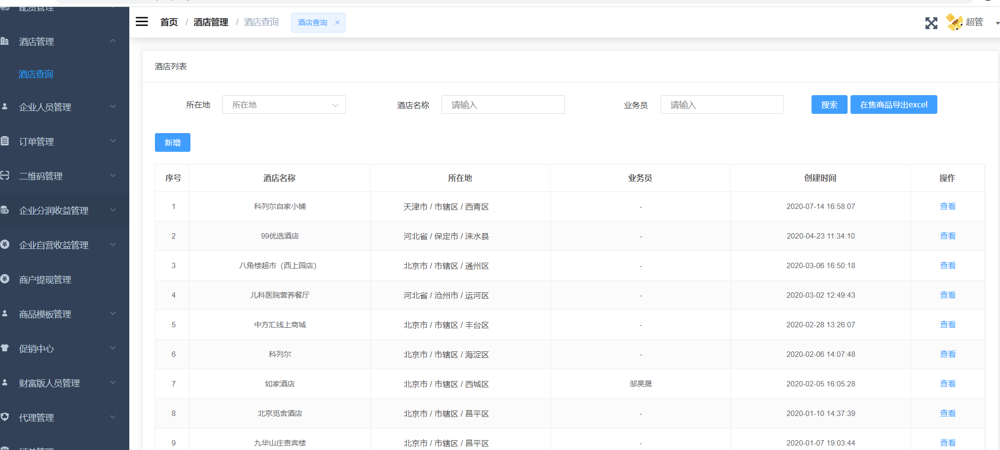 配货管理
酒店管理
酒店查询
企业人员管理
订单管理
二维码管理
企业分润收益管理
企业自营收益管理
商户提现管理
商品模板管理
促销中心
财富版人员管理
代理管理
订单管理
首页 / 酒店管理 / 酒店查询
酒店查询 ×
超管
酒店列表
所在地 所在地 酒店名称 请输入 业务员 请输入 搜索 在售商品导出excel
新增
序号 酒店名称 所在地 业务员 创建时间 操作
1 科列尔自家小铺 天津市 / 市辖区 / 西青区 - 2020-07-14 16:58:07 查看
2 99优选酒店 河北省 / 保定市 / 涞水县 - 2020-04-23 11:34:10 查看
3 八角楼超市（西上园店） 北京市 / 市辖区 / 通州区 - 2020-03-06 16:50:18 查看
4 儿科医院营养餐厅 河北省 / 沧州市 / 运河区 - 2020-03-02 12:49:43 查看
5 中方汇线上商城 北京市 / 市辖区 / 丰台区 - 2020-02-28 13:26:07 查看
6 科列尔 北京市 / 市辖区 / 海淀区 - 2020-02-06 14:07:48 查看
7 如家酒店 北京市 / 市辖区 / 西城区 邹昊晟 2020-02-05 16:05:28 查看
8 北京觅舍酒店 北京市 / 市辖区 / 昌平区 - 2020-01-10 14:37:39 查看
9 九华山庄贵宾楼 北京市 / 市辖区 / 昌平区 - 2020-01-07 19:03:44 查看